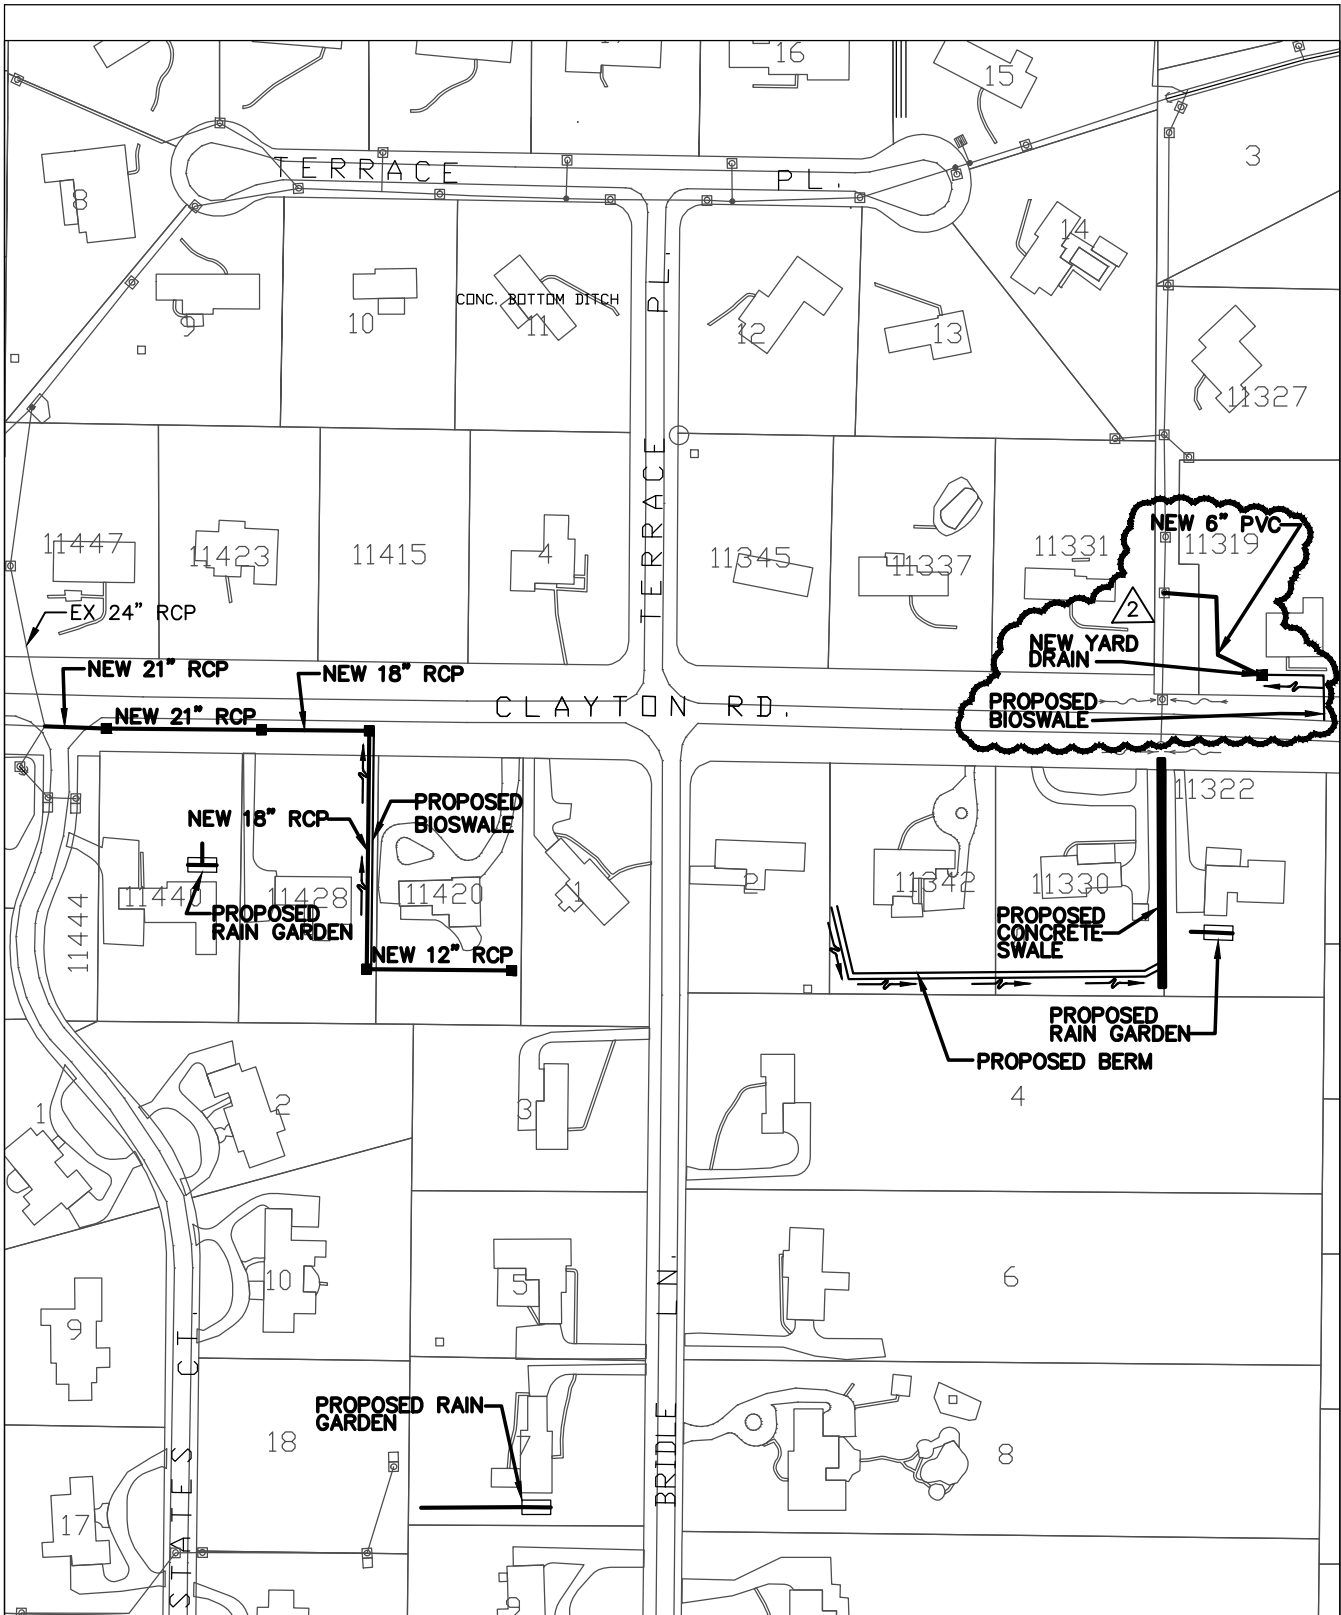 16
15
3
TERRACE PL.
8
14
CONC. BOTTOM DITCH
9
10
11
12
13
TERRACE PL.
11327
11447
11423
11415
4
11345
11337
11331
11319
NEW 6" PVC
2
EX 24" RCP
NEW YARD
DRAIN
NEW 21" RCP
NEW 18" RCP
CLAYTON RD.
NEW 21" RCP
PROPOSED
BIOSWALE
11322
NEW 18" RCP
PROPOSED
BIOSWALE
11444
11440
11428
11420
1
2
11342
11330
PROPOSED
RAIN GARDEN
PROPOSED
CONCRETE
SWALE
NEW 12" RCP
PROPOSED
RAIN GARDEN
PROPOSED BERM
1
2
3
4
10
5
6
9
BRIDLE LN.
PROPOSED RAIN
GARDEN
18
7
8
17
STATES CT.